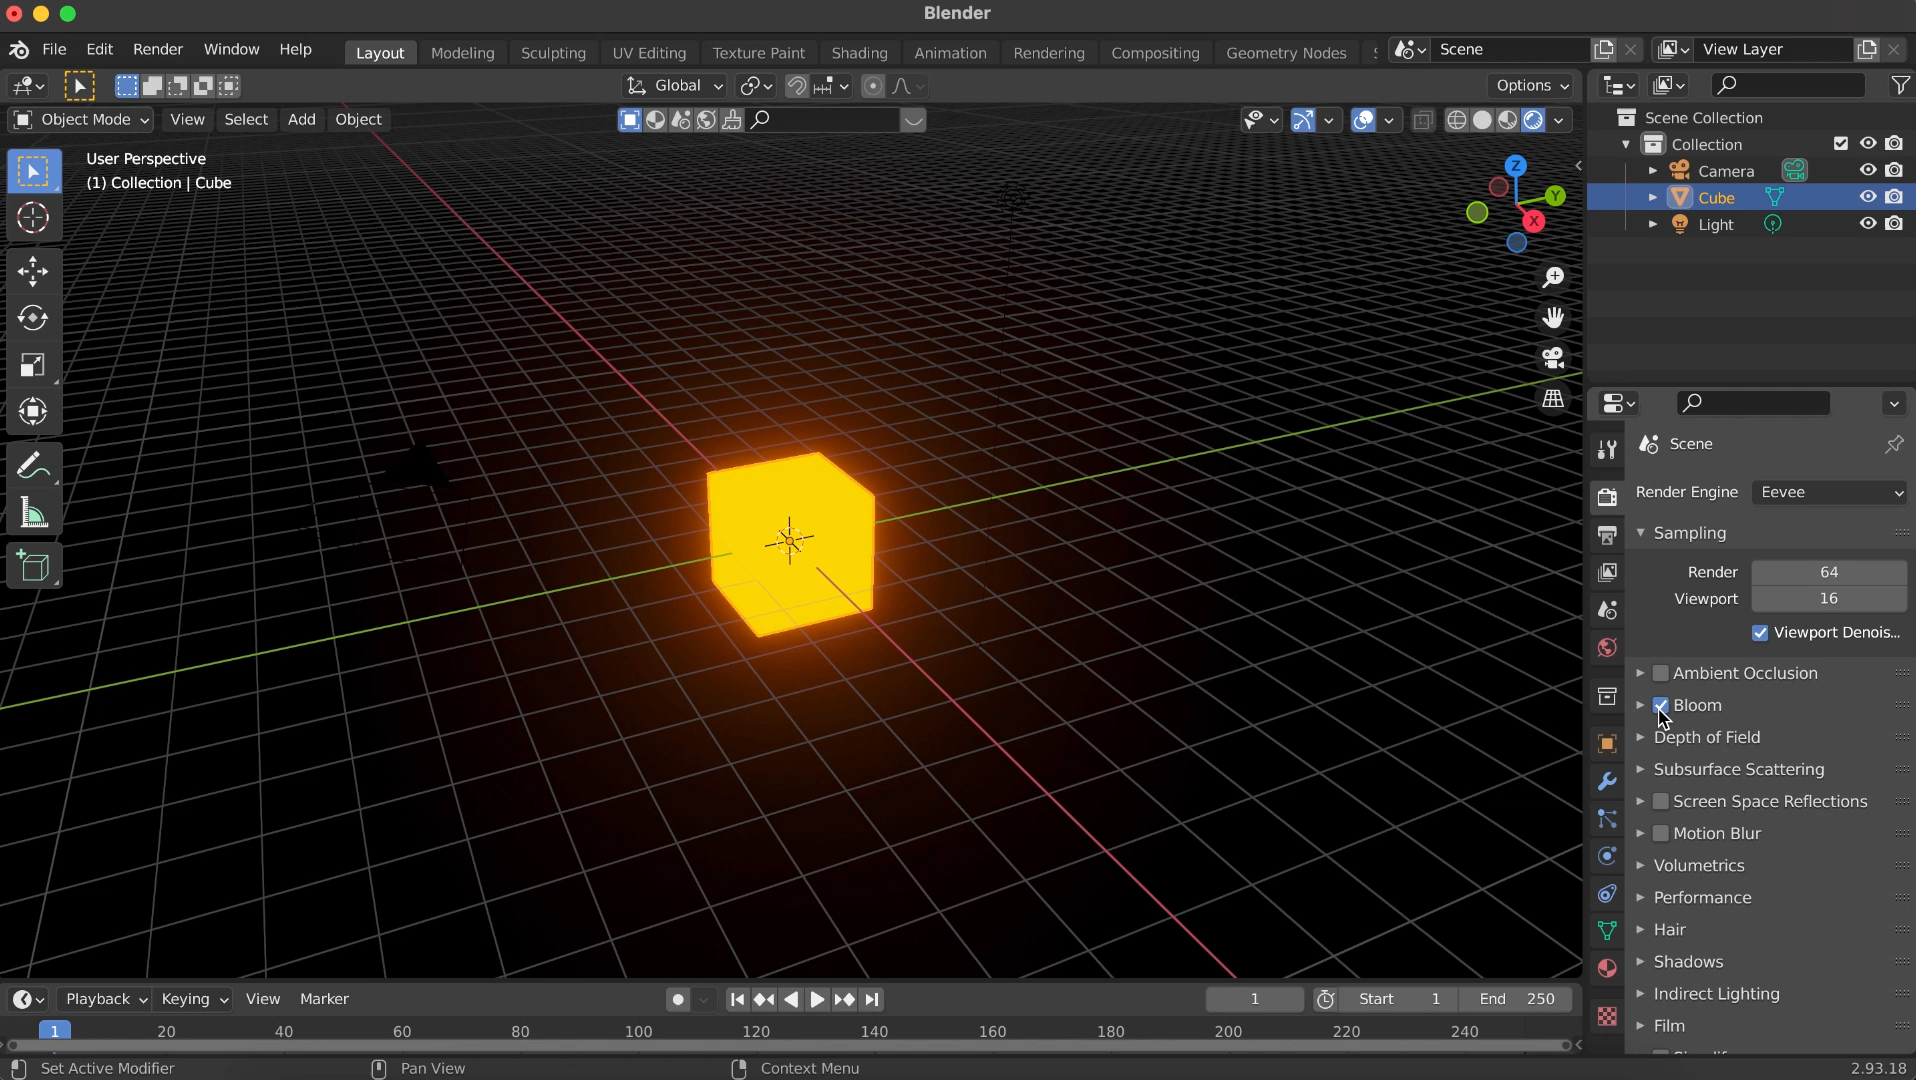 Blender
File Edit Render Window Help Layout Modeling Sculpting UV Editing Texture Paint Shading Animation Rendering Compositing Geometry Nodes Scene View Layer
Global Options
Object Mode View Select Add Object
User Perspective
(1) Collection | Cube
Z
Y
X
Scene Collection
Collection
Camera
Cube
Light
Scene
Render Engine Eevee
Sampling
Render 64
Viewport 16
Viewport Denois...
Ambient Occlusion
Bloom
Depth of Field
Subsurface Scattering
Screen Space Reflections
Motion Blur
Volumetrics
Performance
Hair
Shadows
Indirect Lighting
Film
Playback Keying View Marker 1 Start 1 End 250
1 20 40 60 80 100 120 140 160 180 200 220 240
Set Active Modifier Pan View Context Menu 2.93.18